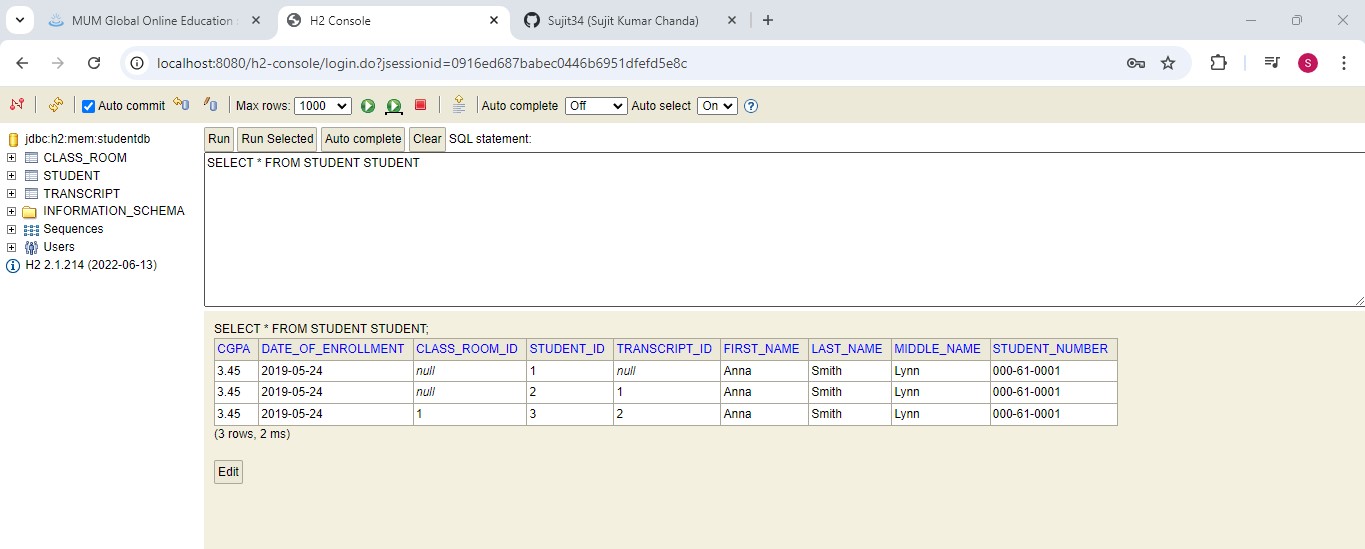 MUM Global Online Education
H2 Console
Sujit34 (Sujit Kumar Chanda)
localhost:8080/h2-console/login.do?jsessionid=0916ed687babec0446b6951dfefd5e8c
S
Auto commit Max rows: 1000 Auto complete Off Auto select On
jdbc:h2:mem:studentdb
CLASS_ROOM
STUDENT
TRANSCRIPT
INFORMATION_SCHEMA
Sequences
Users
H2 2.1.214 (2022-06-13)
Run Run Selected Auto complete Clear SQL statement:
SELECT * FROM STUDENT STUDENT
SELECT * FROM STUDENT STUDENT;
CGPA DATE_OF_ENROLLMENT CLASS_ROOM_ID STUDENT_ID TRANSCRIPT_ID FIRST_NAME LAST_NAME MIDDLE_NAME STUDENT_NUMBER
3.45 2019-05-24 null 1 null Anna Smith Lynn 000-61-0001
3.45 2019-05-24 null 2 1 Anna Smith Lynn 000-61-0001
3.45 2019-05-24 1 3 2 Anna Smith Lynn 000-61-0001
(3 rows, 2 ms)
Edit